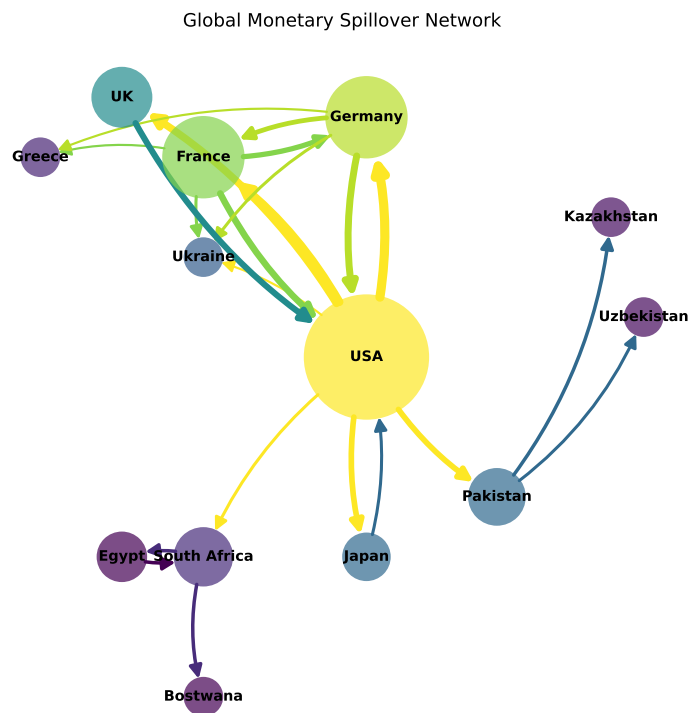 Global Monetary Spillover Network
UK
Germany
Greece
France
Kazakhstan
Ukraine
Uzbekistan
USA
Pakistan
Egypt
South Africa
Japan
Bostwana